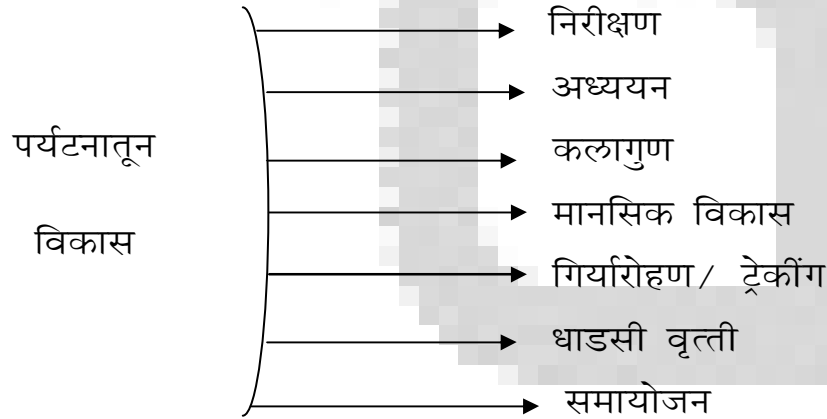 पर्यटनातून
विकास
निरीक्षण
अध्ययन
कलागुण
मानसिक विकास
गिर्यारोहण/ ट्रेकींग
धाडसी वृत्ती
समायोजन